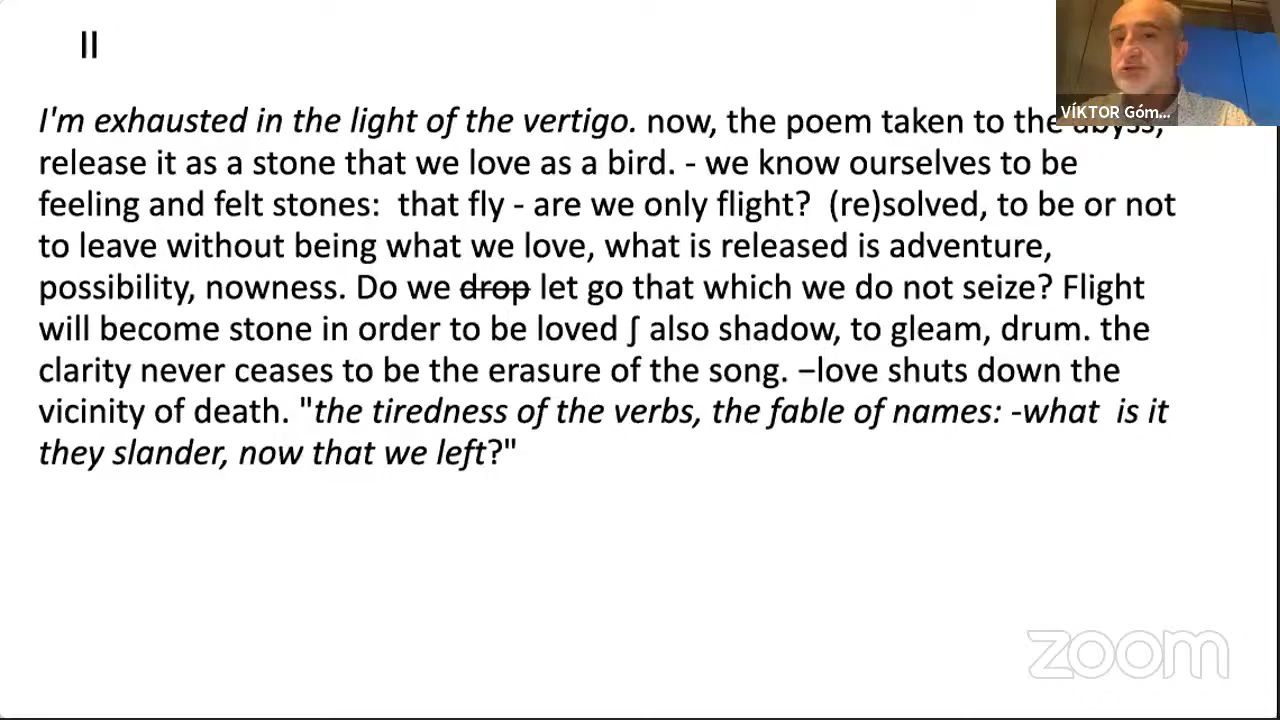 II
VÍKTOR Góm...
I'm exhausted in the light of the vertigo. now, the poem taken to the abyss,
release it as a stone that we love as a bird. - we know ourselves to be
feeling and felt stones:  that fly - are we only flight?  (re)solved, to be or not
to leave without being what we love, what is released is adventure,
possibility, nowness. Do we drop let go that which we do not seize? Flight
will become stone in order to be loved ∫ also shadow, to gleam, drum. the
clarity never ceases to be the erasure of the song. −love shuts down the
vicinity of death. "the tiredness of the verbs, the fable of names: -what  is it
they slander, now that we left?"
zoom